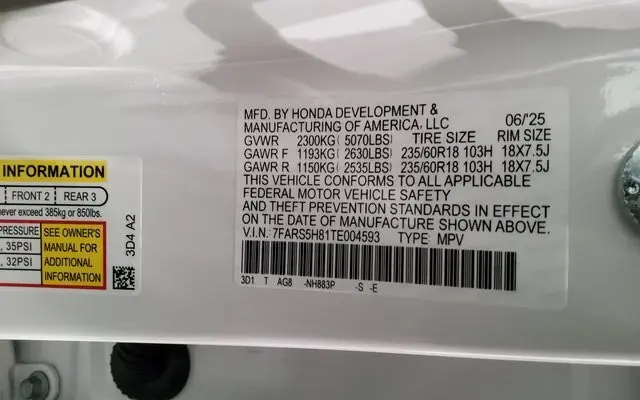 INFORMATION
FRONT 2 REAR 3
never exceed 385kg or 850lbs.
PRESSURE
, 35PSI
, 32PSI
SEE OWNER'S
MANUAL FOR
ADDITIONAL
INFORMATION
3D4 A2
MFD. BY HONDA DEVELOPMENT &
MANUFACTURING OF AMERICA, LLC 06/'25
GVWR 2300KG( 5070LBS) TIRE SIZE RIM SIZE
GAWR F 1193KG( 2630LBS) 235/60R18 103H 18X7.5J
GAWR R 1150KG( 2535LBS) 235/60R18 103H 18X7.5J
THIS VEHICLE CONFORMS TO ALL APPLICABLE
FEDERAL MOTOR VEHICLE SAFETY
AND THEFT PREVENTION STANDARDS IN EFFECT
ON THE DATE OF MANUFACTURE SHOWN ABOVE.
V.I.N.: 7FARS5H81TE004593 TYPE: MPV
3D1 T AG8 -NH883P -S -E